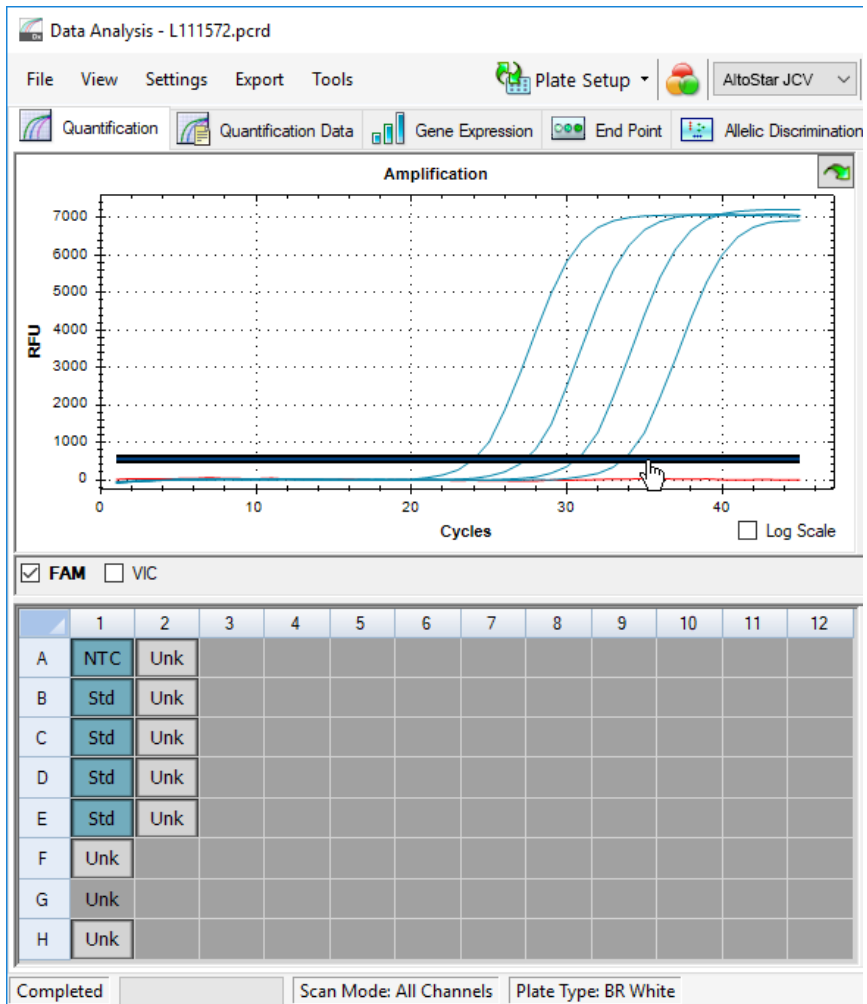 Data Analysis - L111572.pcrd
File View Settings Export Tools Plate Setup AltoStar JCV
Quantification Quantification Data Gene Expression End Point Allelic Discrimination
Amplification
7000
6000
5000
4000
3000
2000
1000
0
RFU
0 10 20 30 40
Cycles
Log Scale
FAM VIC
1 2 3 4 5 6 7 8 9 10 11 12
A NTC Unk
B Std Unk
C Std Unk
D Std Unk
E Std Unk
F Unk
G Unk
H Unk
Completed Scan Mode: All Channels Plate Type: BR White